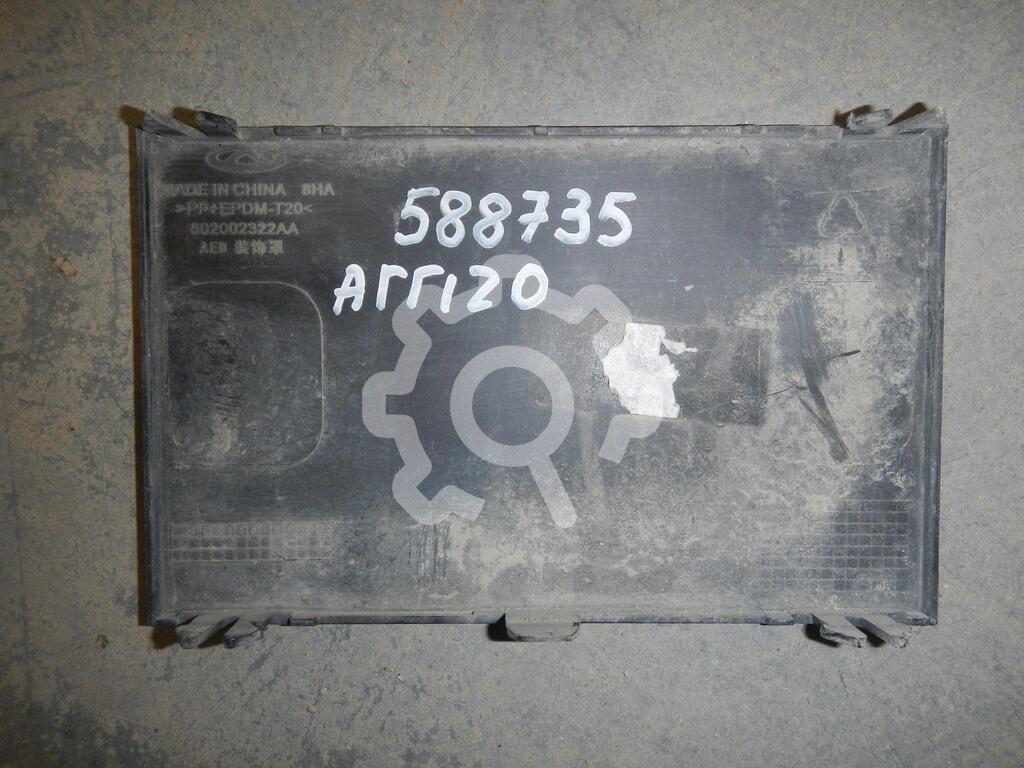 MADE IN CHINA 8HA
>PP+EPDM-T20<
602002322AA
AEB 装饰罩
588735
ARRIZO